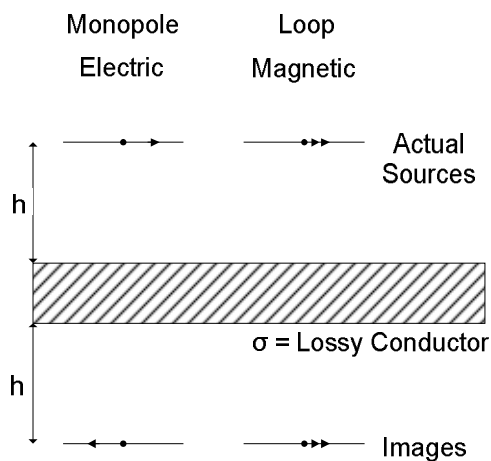 Monopole
Electric
Loop
Magnetic
Actual
Sources
h
σ = Lossy Conductor
h
Images